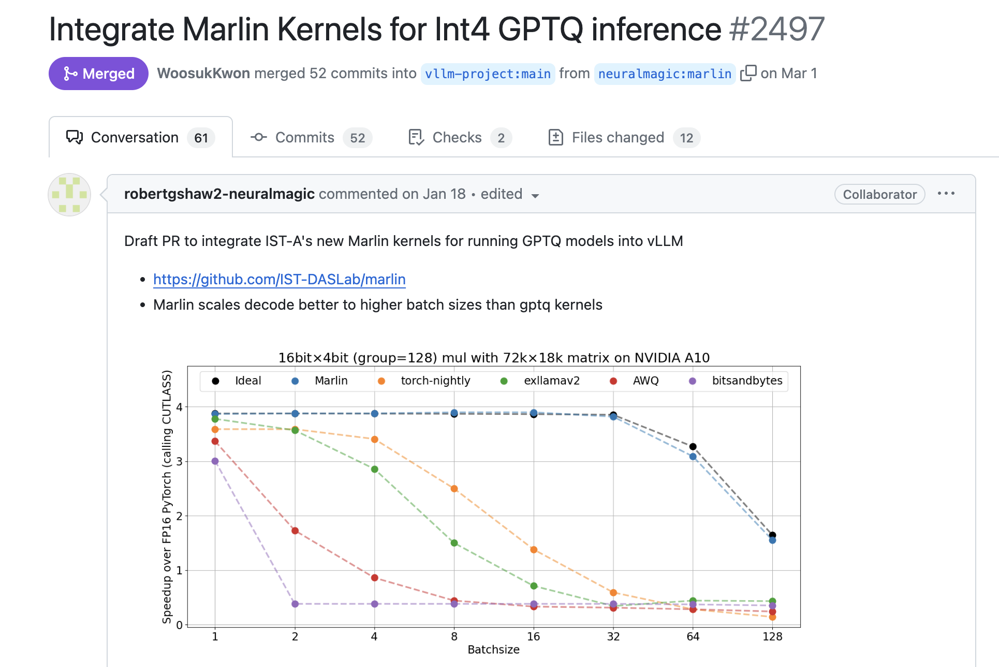 Integrate Marlin Kernels for Int4 GPTQ inference #2497
Merged WoosukKwon merged 52 commits into vllm-project:main from neuralmagic:marlin on Mar 1
Conversation 61 Commits 52 Checks 2 Files changed 12
robertgshaw2-neuralmagic commented on Jan 18 • edited Collaborator
Draft PR to integrate IST-A's new Marlin kernels for running GPTQ models into vLLM
• https://github.com/IST-DASLab/marlin
• Marlin scales decode better to higher batch sizes than gptq kernels
16bit×4bit (group=128) mul with 72k×18k matrix on NVIDIA A10
Ideal Marlin torch-nightly exllamav2 AWQ bitsandbytes
Speedup over FP16 PyTorch (calling CUTLASS)
4
3
2
1
0
1 2 4 8 16 32 64 128
Batchsize